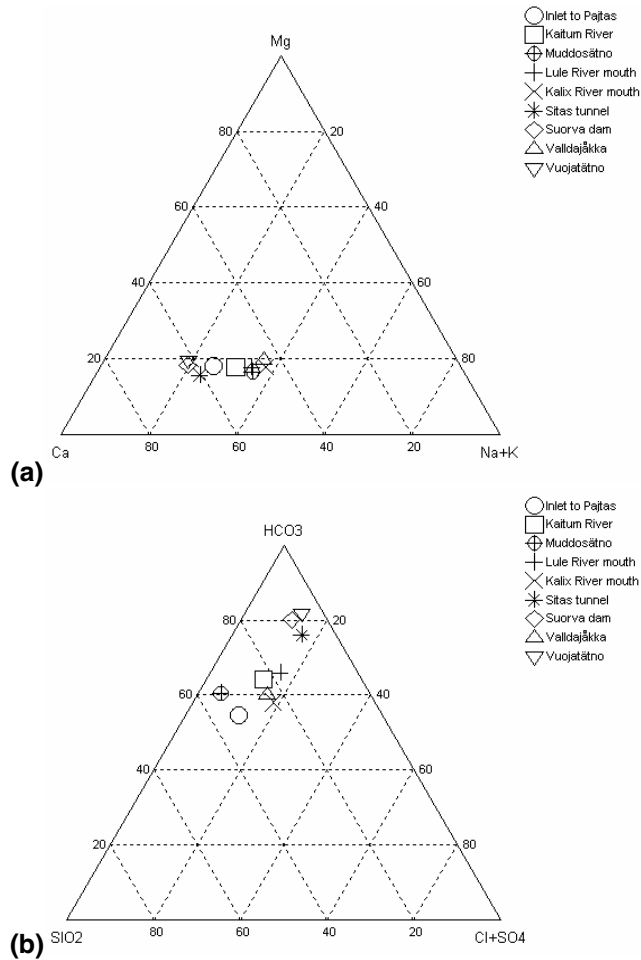 Mg
Inlet to Pajtas
Kaitum River
Muddosätno
Lule River mouth
Kalix River mouth
Sitas tunnel
Suorva dam
Valldajåkka
Vuojatätno
80 20
60 40
40 60
20 80
Ca 80 60 40 20 Na+K
(a)
HCO3
Inlet to Pajtas
Kaitum River
Muddosätno
Lule River mouth
Kalix River mouth
Sitas tunnel
Suorva dam
Valldajåkka
Vuojatätno
80 20
60 40
40 60
20 80
SIO2 80 60 40 20 Cl+SO4
(b)